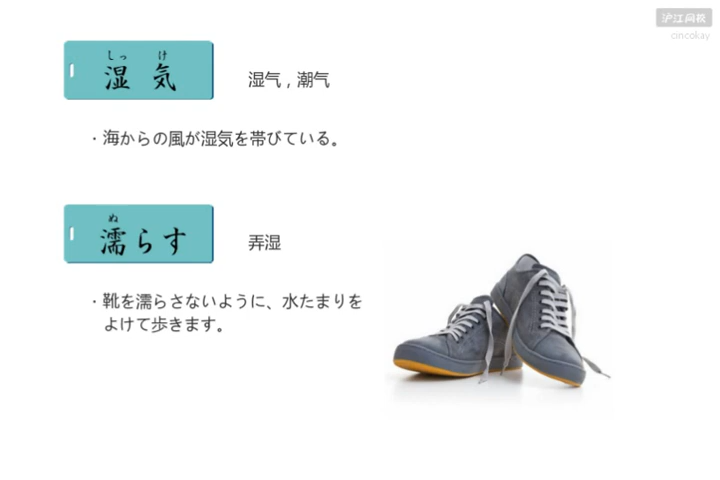 沪江网校
cincokay
しっ け
湿 気
湿气，潮气
・海からの風が湿気を帯びている。
ぬ
濡らす
弄湿
・靴を濡らさないように、水たまりを
よけて歩きます。